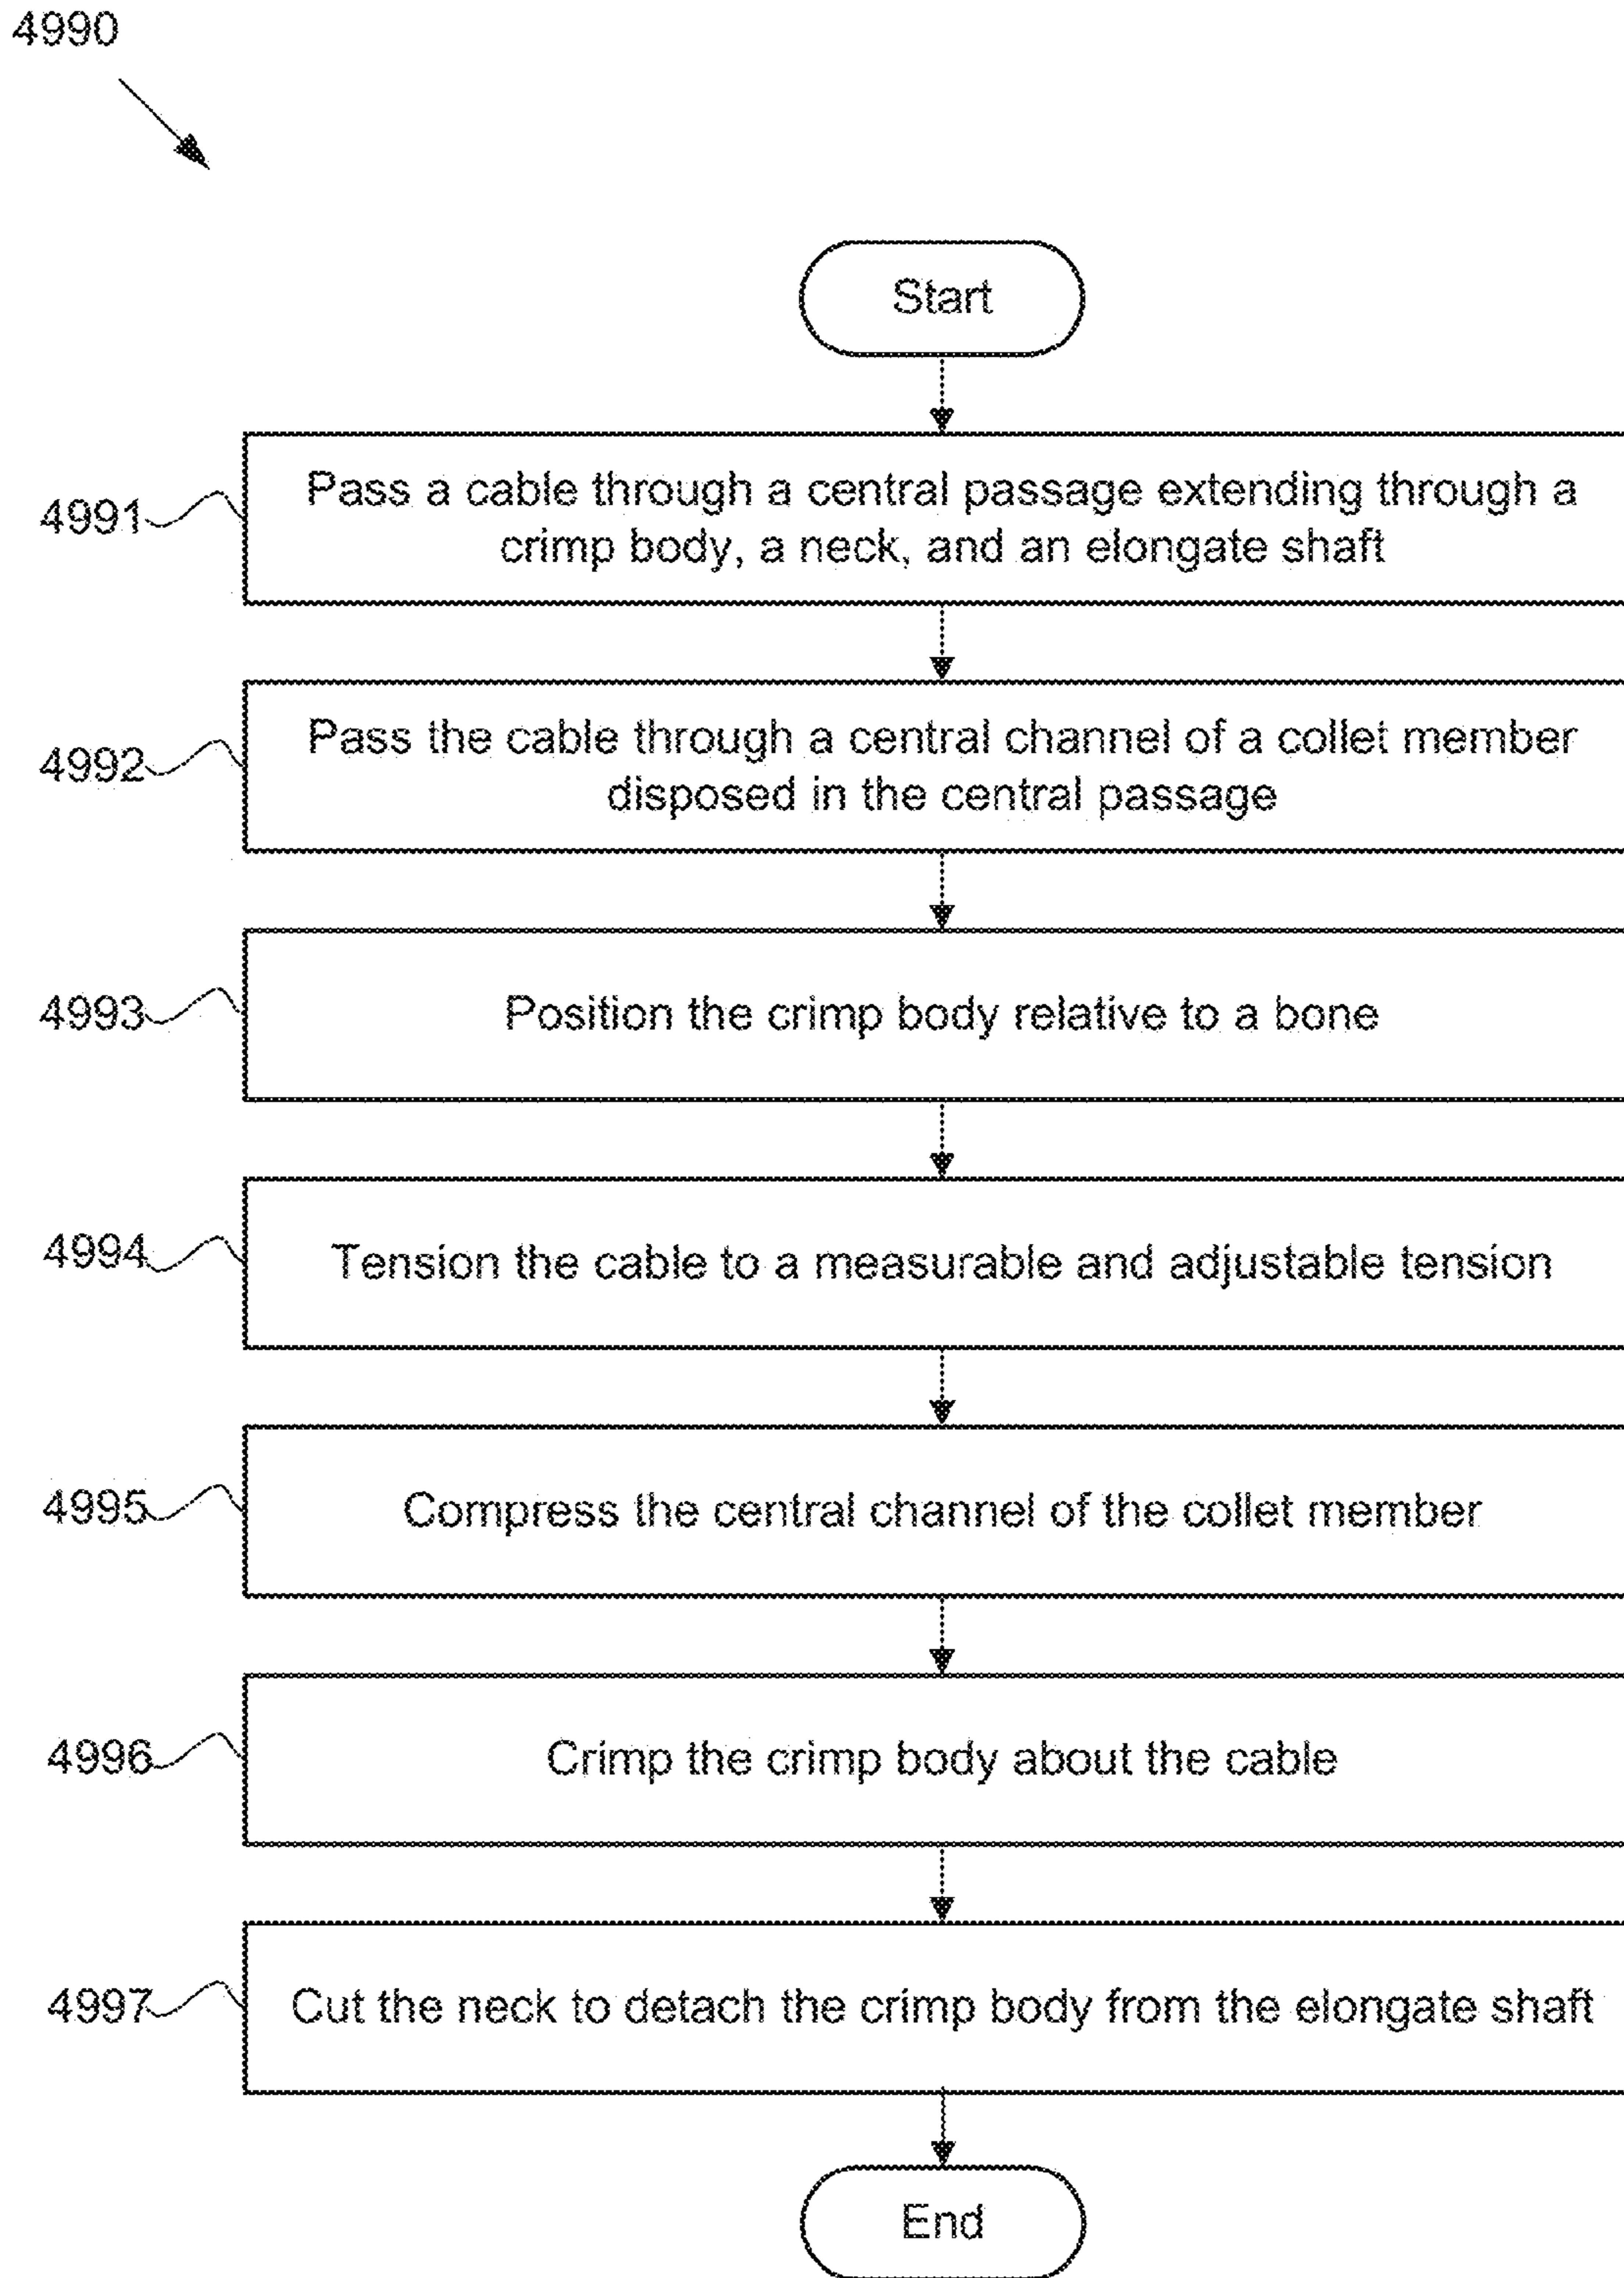 4990
Start
4991
Pass a cable through a central passage extending through a
crimp body, a neck, and an elongate shaft
4992
Pass the cable through a central channel of a collet member
disposed in the central passage
4993
Position the crimp body relative to a bone
4994
Tension the cable to a measurable and adjustable tension
4995
Compress the central channel of the collet member
4996
Crimp the crimp body about the cable
4997
Cut the neck to detach the crimp body from the elongate shaft
End